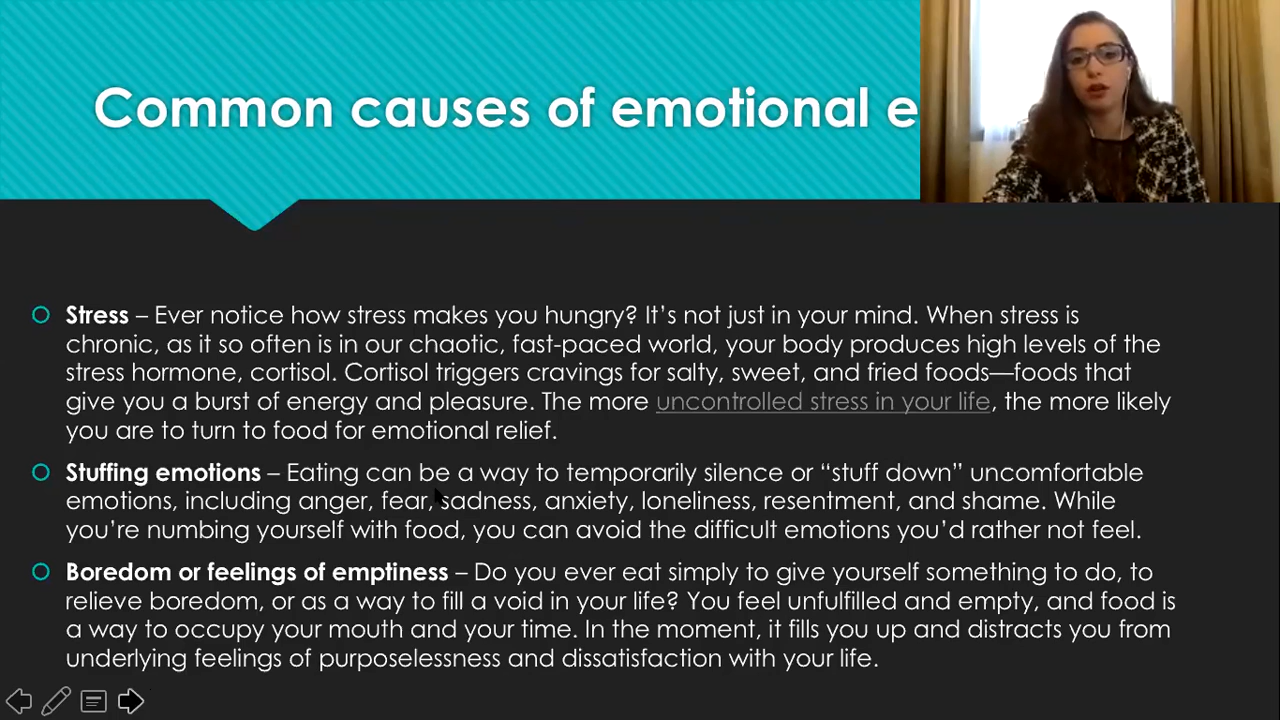 Common causes of emotional e
Stress – Ever notice how stress makes you hungry? It’s not just in your mind. When stress is
chronic, as it so often is in our chaotic, fast-paced world, your body produces high levels of the
stress hormone, cortisol. Cortisol triggers cravings for salty, sweet, and fried foods—foods that
give you a burst of energy and pleasure. The more uncontrolled stress in your life, the more likely
you are to turn to food for emotional relief.
Stuffing emotions – Eating can be a way to temporarily silence or “stuff down” uncomfortable
emotions, including anger, fear, sadness, anxiety, loneliness, resentment, and shame. While
you’re numbing yourself with food, you can avoid the difficult emotions you’d rather not feel.
Boredom or feelings of emptiness – Do you ever eat simply to give yourself something to do, to
relieve boredom, or as a way to fill a void in your life? You feel unfulfilled and empty, and food is
a way to occupy your mouth and your time. In the moment, it fills you up and distracts you from
underlying feelings of purposelessness and dissatisfaction with your life.